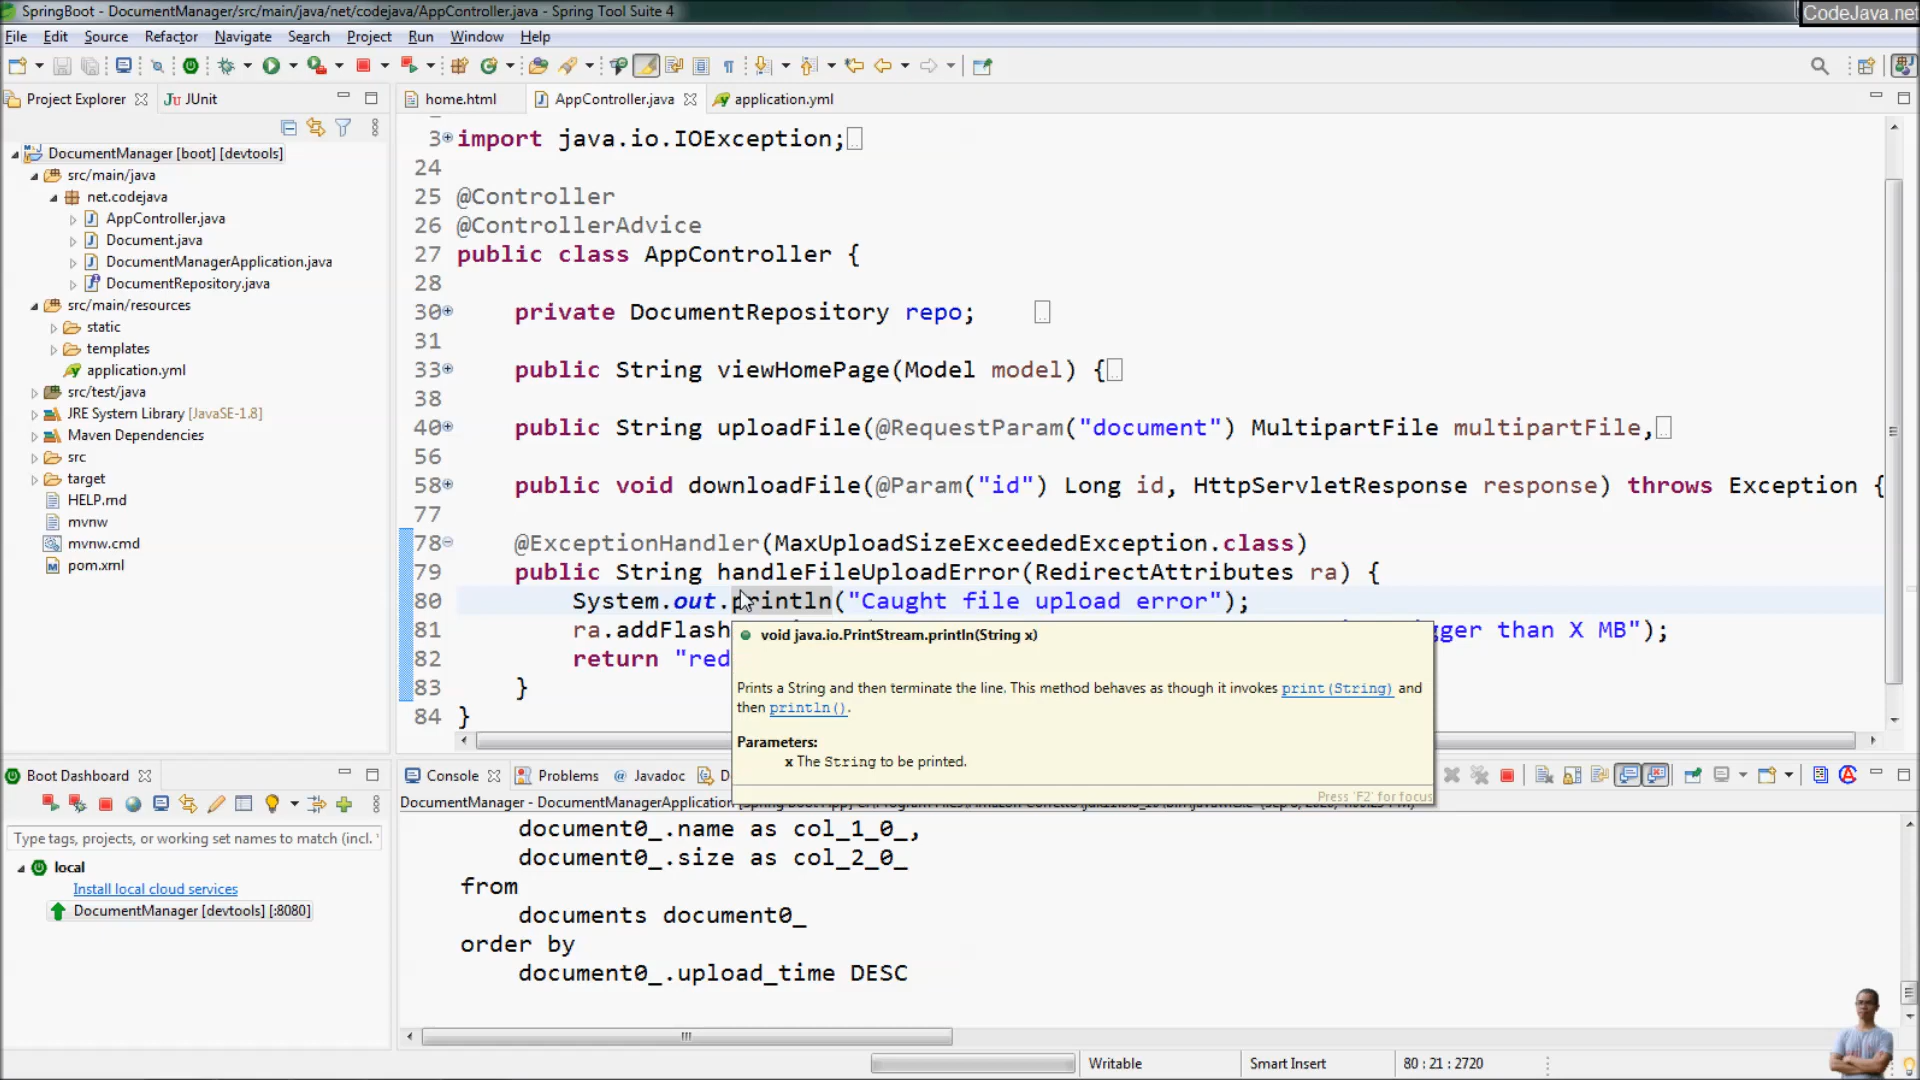 SpringBoot - DocumentManager/src/main/java/net/codejava/AppController.java - Spring Tool Suite 4
CodeJava.net
File Edit Source Refactor Navigate Search Project Run Window Help
Project Explorer JUnit
home.html AppController.java application.yml
DocumentManager [boot] [devtools]
src/main/java
net.codejava
AppController.java
Document.java
DocumentManagerApplication.java
DocumentRepository.java
src/main/resources
static
templates
application.yml
src/test/java
JRE System Library [JavaSE-1.8]
Maven Dependencies
src
target
HELP.md
mvnw
mvnw.cmd
pom.xml
3 import java.io.IOException;
24
25 @Controller
26 @ControllerAdvice
27 public class AppController {
28
30 private DocumentRepository repo;
31
33 public String viewHomePage(Model model) {
38
40 public String uploadFile(@RequestParam("document") MultipartFile multipartFile,
56
58 public void downloadFile(@Param("id") Long id, HttpServletResponse response) throws Exception {
77
78 @ExceptionHandler(MaxUploadSizeExceededException.class)
79 public String handleFileUploadError(RedirectAttributes ra) {
80 System.out.println("Caught file upload error");
81 ra.addFlash gger than X MB");
82 return "red
83 }
84 }
void java.io.PrintStream.println(String x)
Prints a String and then terminate the line. This method behaves as though it invokes print(String) and
then println().
Parameters:
x The String to be printed.
Press 'F2' for focus
Boot Dashboard
Type tags, projects, or working set names to match (incl. *
local
Install local cloud services
DocumentManager [devtools] [:8080]
Console Problems @ Javadoc D
DocumentManager - DocumentManagerApplication
document0_.name as col_1_0_,
document0_.size as col_2_0_
from
documents document0_
order by
document0_.upload_time DESC
Writable Smart Insert 80 : 21 : 2720